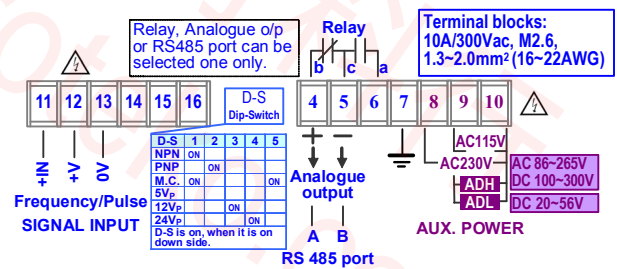 Relay, Analogue o/p
or RS485 port can be
selected one only.
Relay
b c a
Terminal blocks:
10A/300Vac, M2.6,
1.3~2.0mm² (16~22AWG)
11 12 13 14 15 16
D-S
Dip-Switch
4 5 6 7 8 9 10
D-S 1 2 3 4 5
NPN ON
PNP ON
M.C. ON ON
5VP
12VP ON
24VP ON
D-S is on, when it is on
down side.
+IN
+V
0V
Frequency/Pulse
SIGNAL INPUT
+ −
Analogue
output
A B
RS 485 port
AC115V
AC230V
AC 86~265V
DC 100~300V
ADH
ADL
DC 20~56V
AUX. POWER